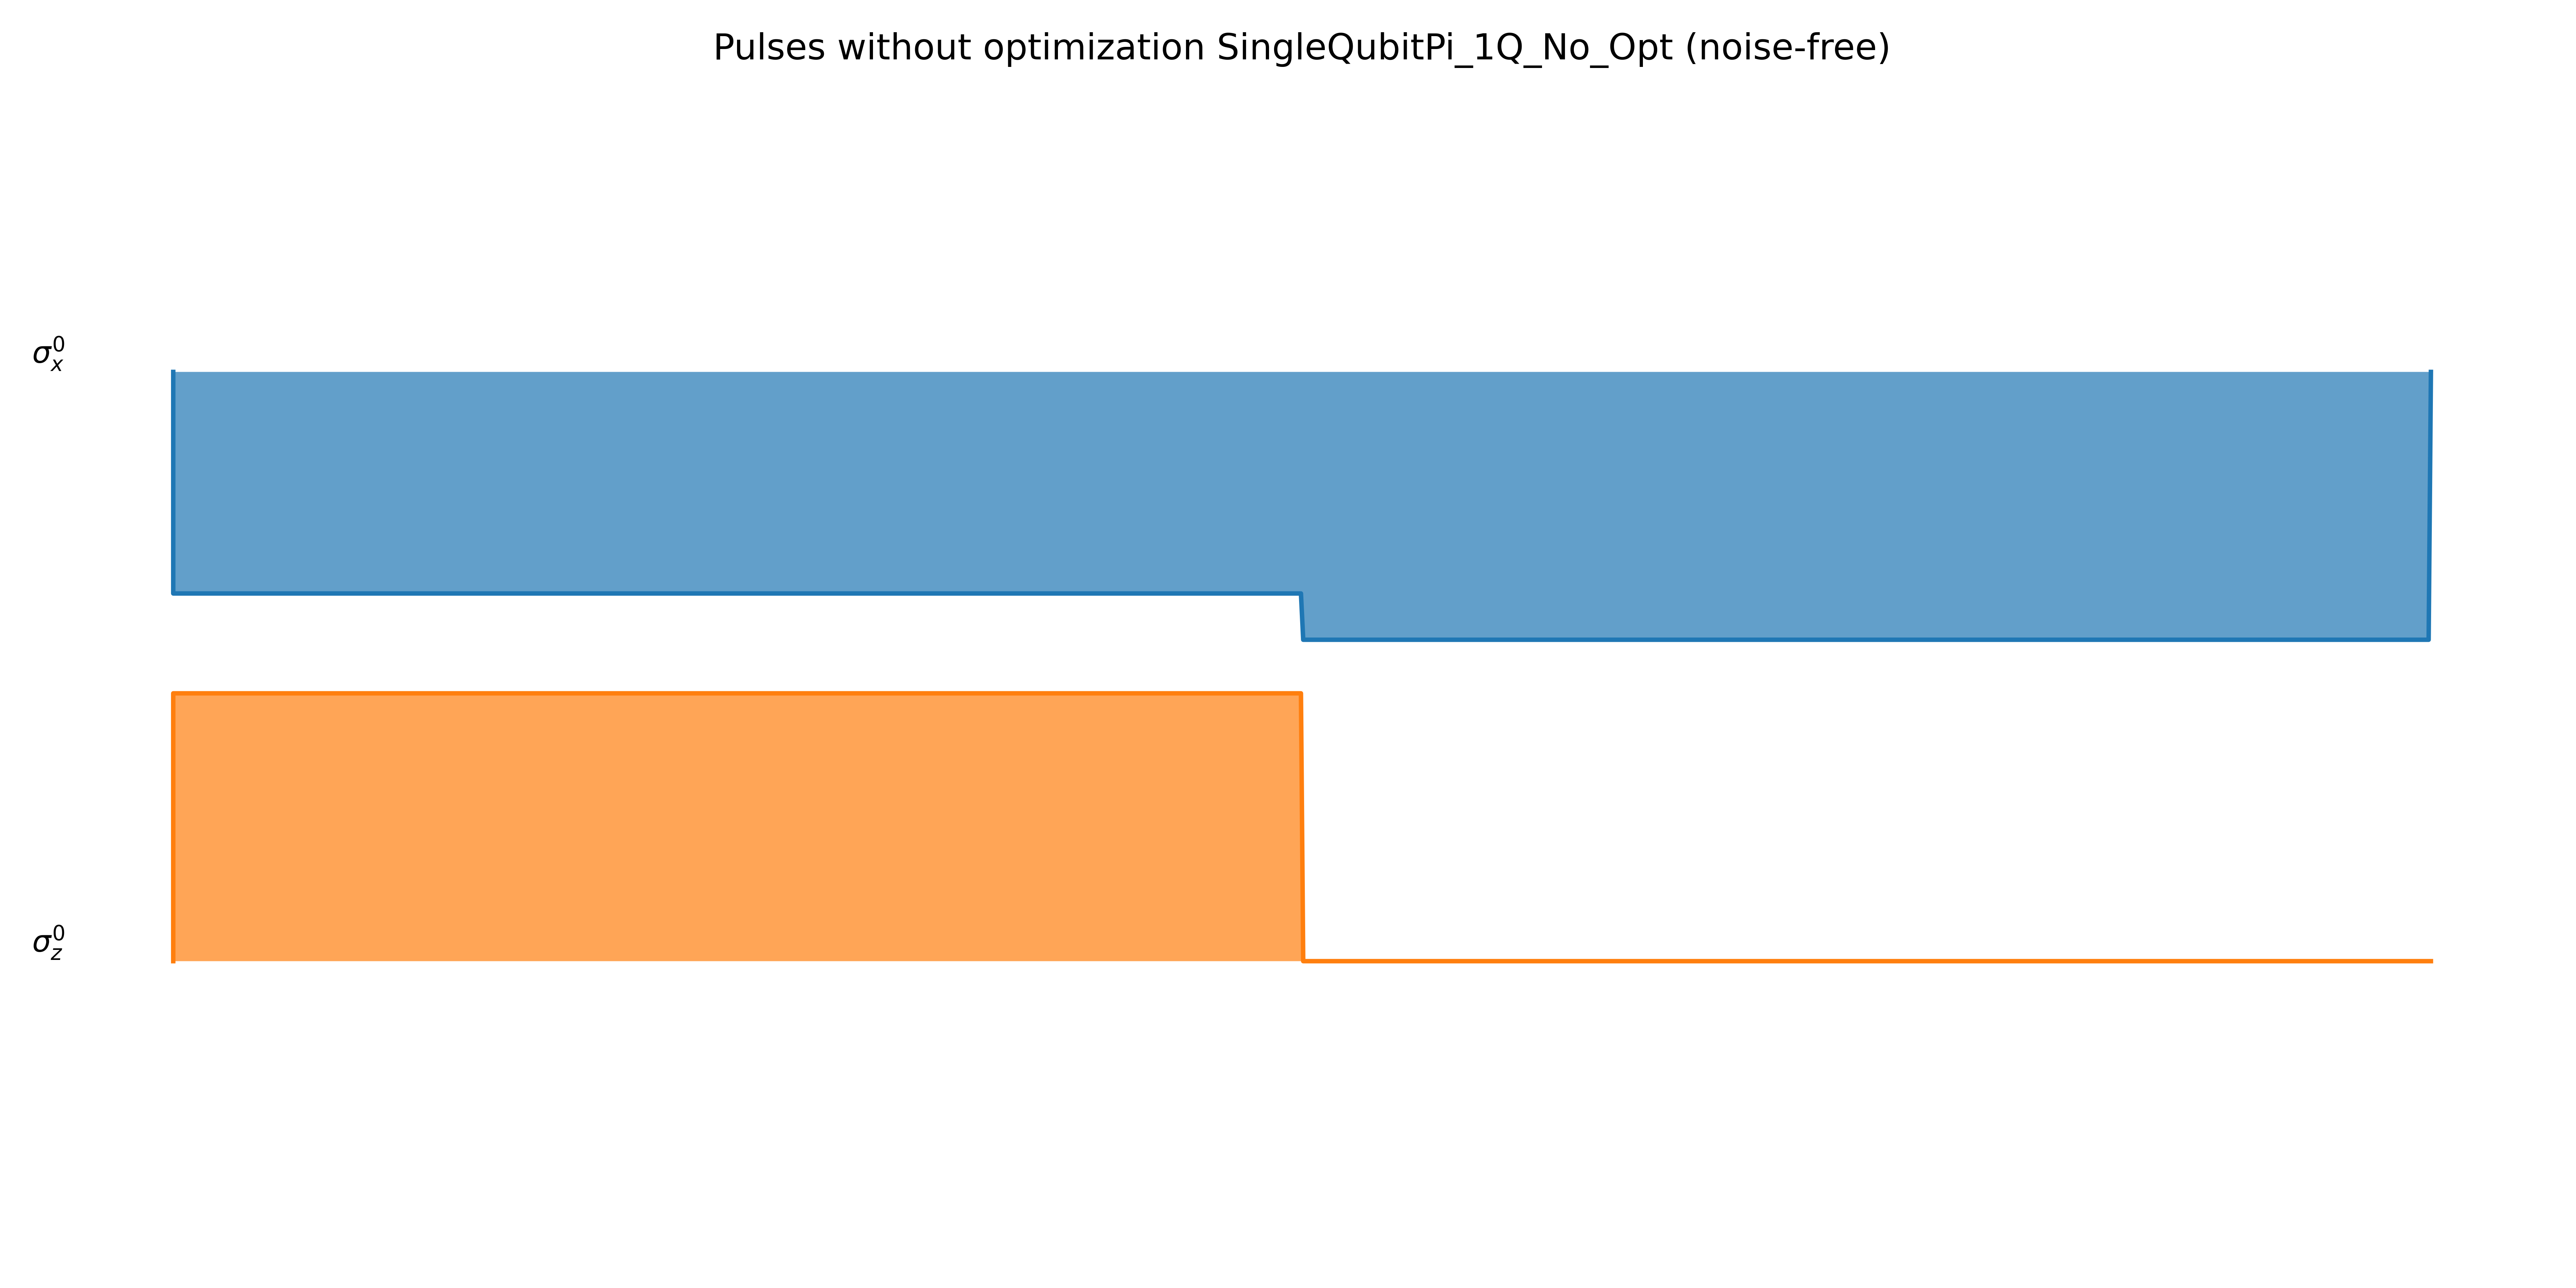 Pulses without optimization SingleQubitPi_1Q_No_Opt (noise-free)
σ_x^0
σ_z^0